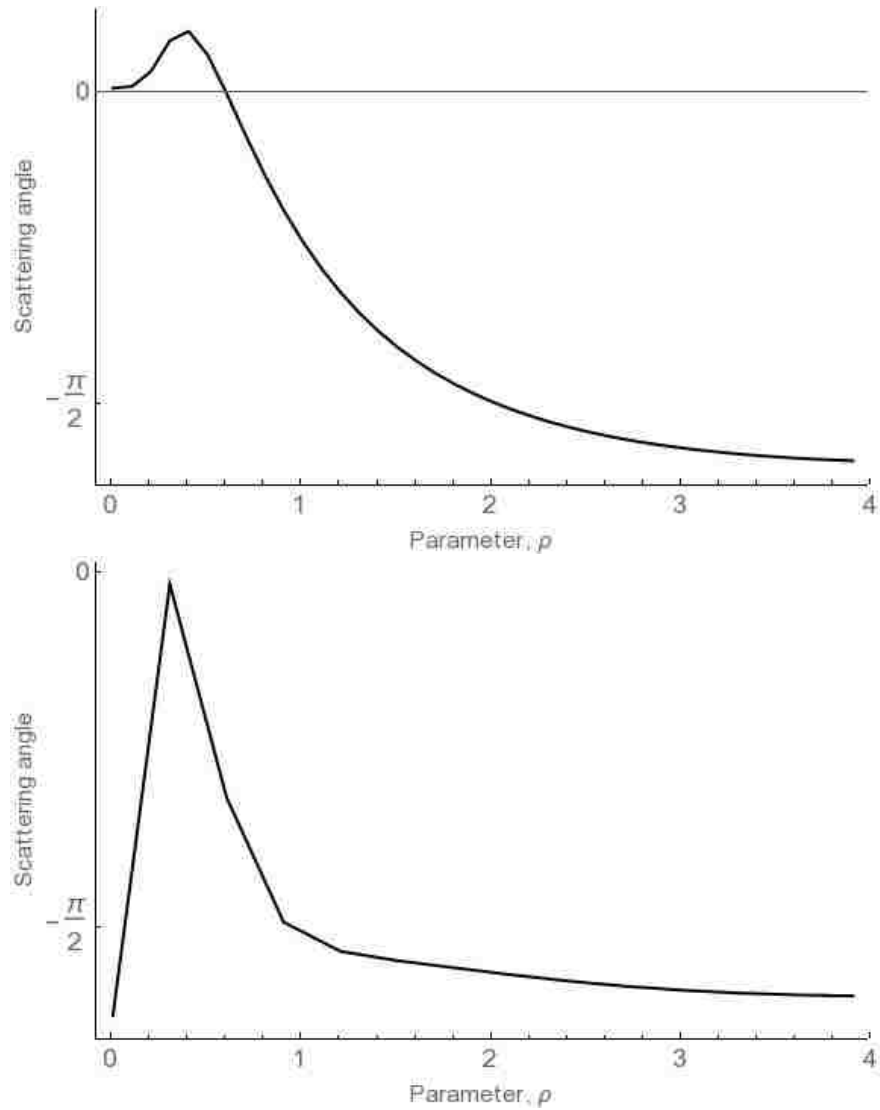 0
Scattering angle
-π/2
0 1 2 3 4
Parameter, ρ
0
Scattering angle
-π/2
0 1 2 3 4
Parameter, ρ